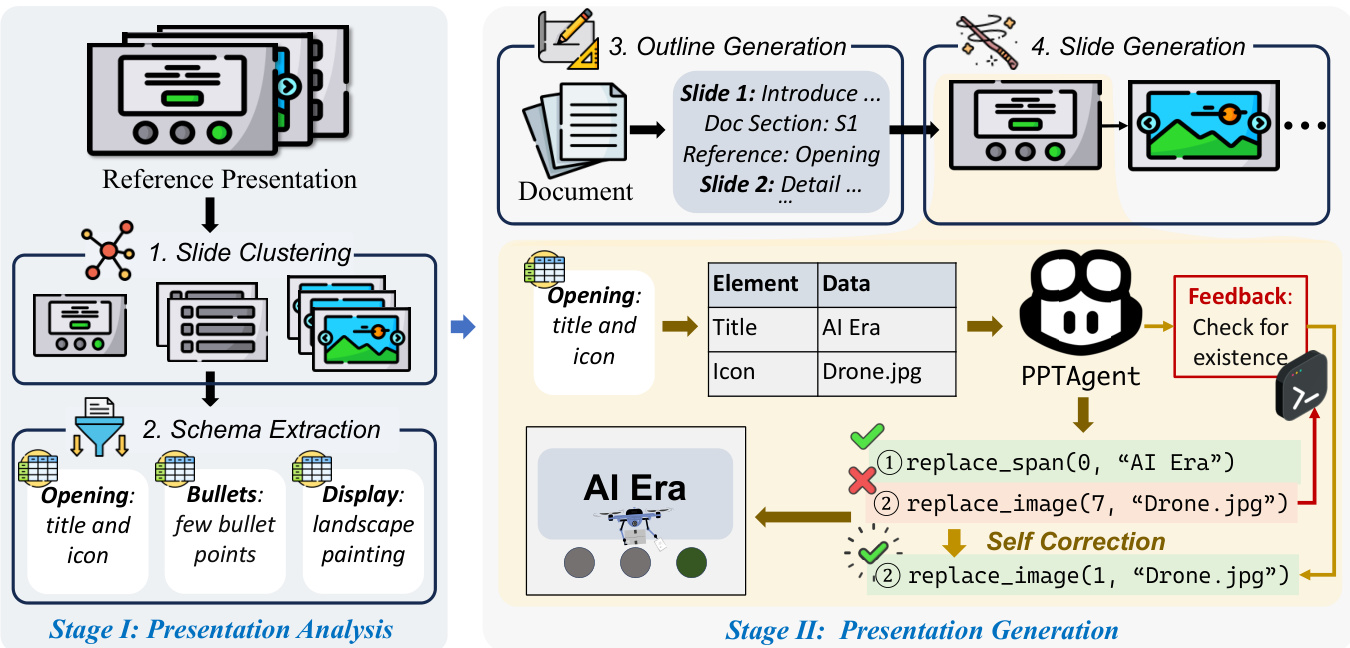 Reference Presentation
1. Slide Clustering
2. Schema Extraction
Opening:
title and
icon
Bullets:
few bullet
points
Display:
landscape
painting
Stage I: Presentation Analysis
3. Outline Generation
Document
Slide 1: Introduce ...
Doc Section: S1
Reference: Opening
Slide 2: Detail ...
...
4. Slide Generation
Opening:
title and
icon
Element Data
Title AI Era
Icon Drone.jpg
PPTAgent
Feedback:
Check for
existence
① replace_span(0, “AI Era”)
② replace_image(7, “Drone.jpg”)
Self Correction
② replace_image(1, “Drone.jpg”)
AI Era
Stage II: Presentation Generation